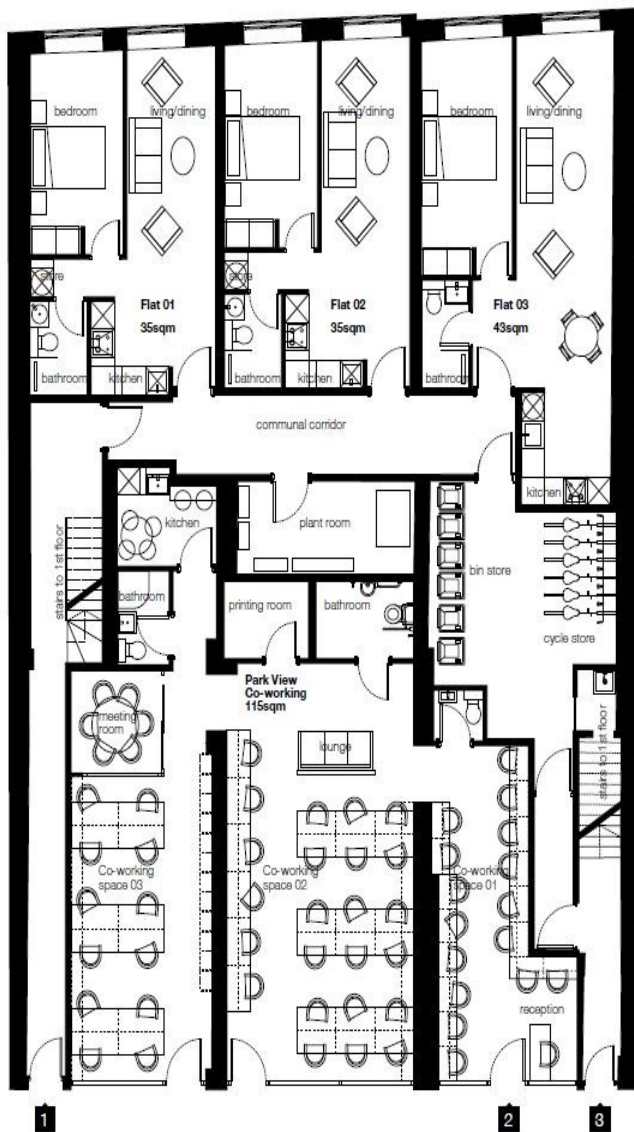 bedroom
living/dining
bedroom
living/dining
bedroom
living/dining
store
store
Flat 01
35sqm
Flat 02
35sqm
Flat 03
43sqm
bathroom
kitchen
bathroom
kitchen
bathroom
communal corridor
kitchen
kitchen
plant room
bin store
stairs to 1st floor
bathroom
printing room
bathroom
cycle store
Park View
Co-working
115sqm
meeting
room
lounge
stairs to 1st floor
Co-working
space 03
Co-working
space 02
Co-working
space 01
reception
1
2
3